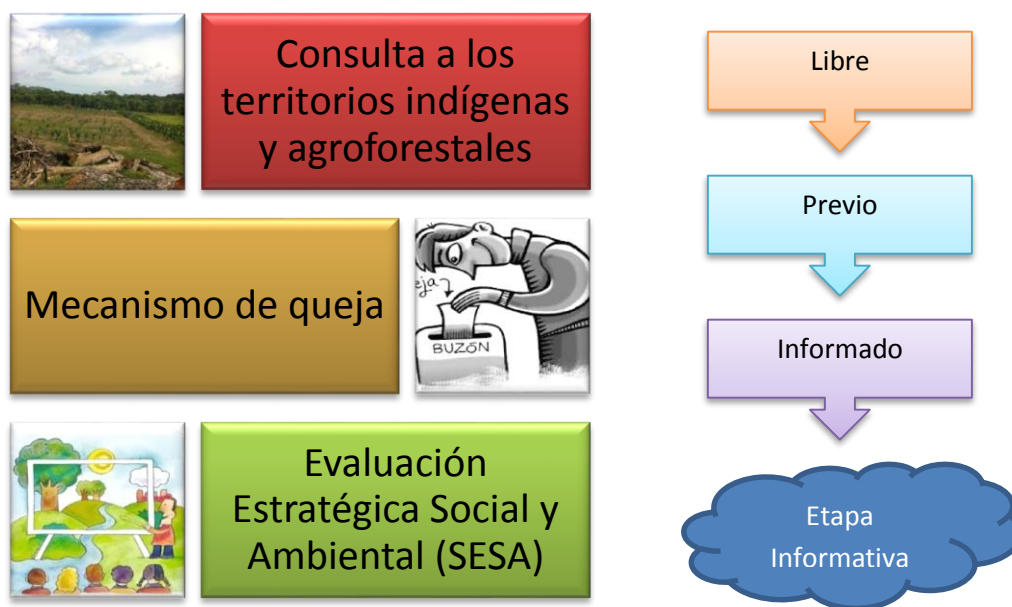 Consulta a los
territorios indígenas
y agroforestales
Mecanismo de queja
eja
BUZÓN
Evaluación
Estratégica Social y
Ambiental (SESA)
Libre
Previo
Informado
Etapa
Informativa